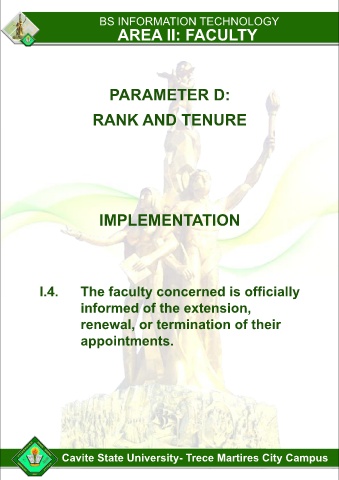 BS INFORMATION TECHNOLOGY
AREA II: FACULTY
PARAMETER D:
RANK AND TENURE
IMPLEMENTATION
I.4. The faculty concerned is officially
informed of the extension,
renewal, or termination of their
appointments.
Cavite State University- Trece Martires City Campus